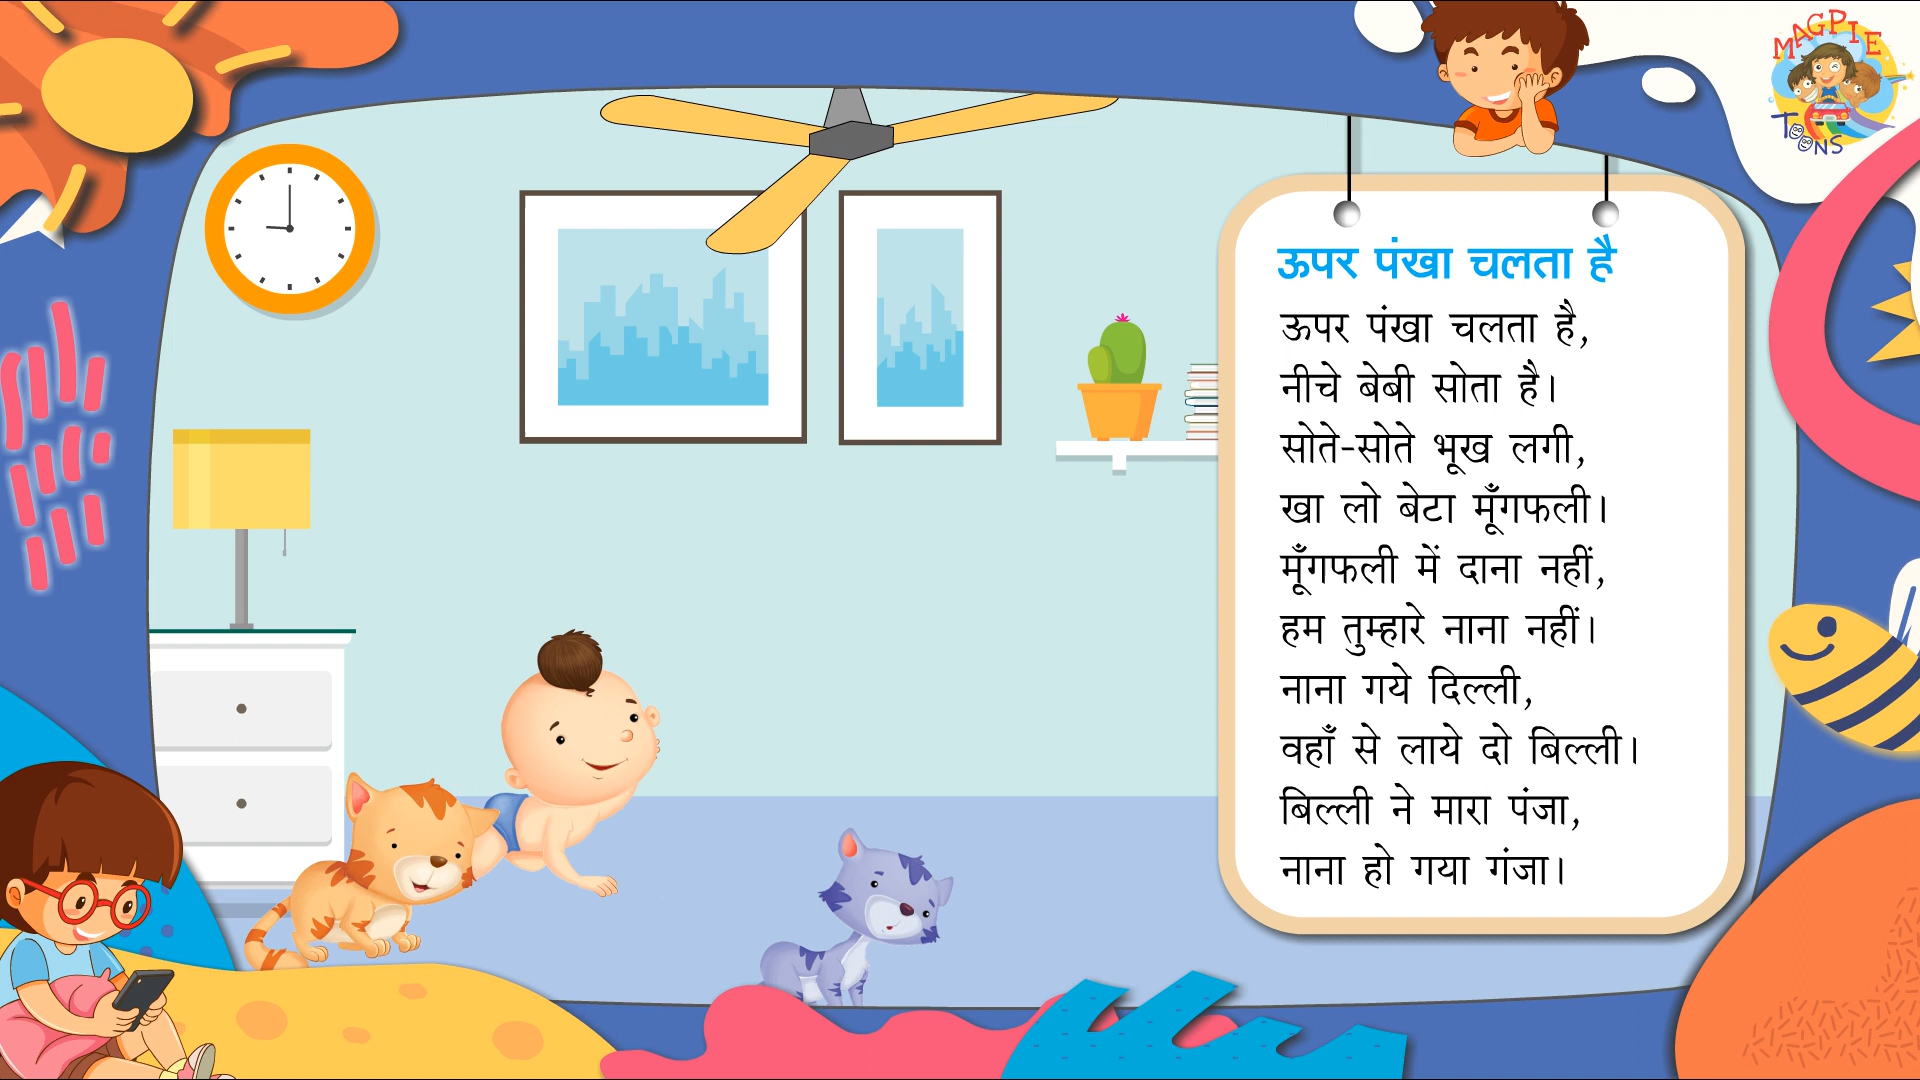 MAGPIE
TOONS
ऊपर पंखा चलता है
ऊपर पंखा चलता है,
नीचे बेबी सोता है।
सोते-सोते भूख लगी,
खा लो बेटा मूँगफली।
मूँगफली में दाना नहीं,
हम तुम्हारे नाना नहीं।
नाना गये दिल्ली,
वहाँ से लाये दो बिल्ली।
बिल्ली ने मारा पंजा,
नाना हो गया गंजा।